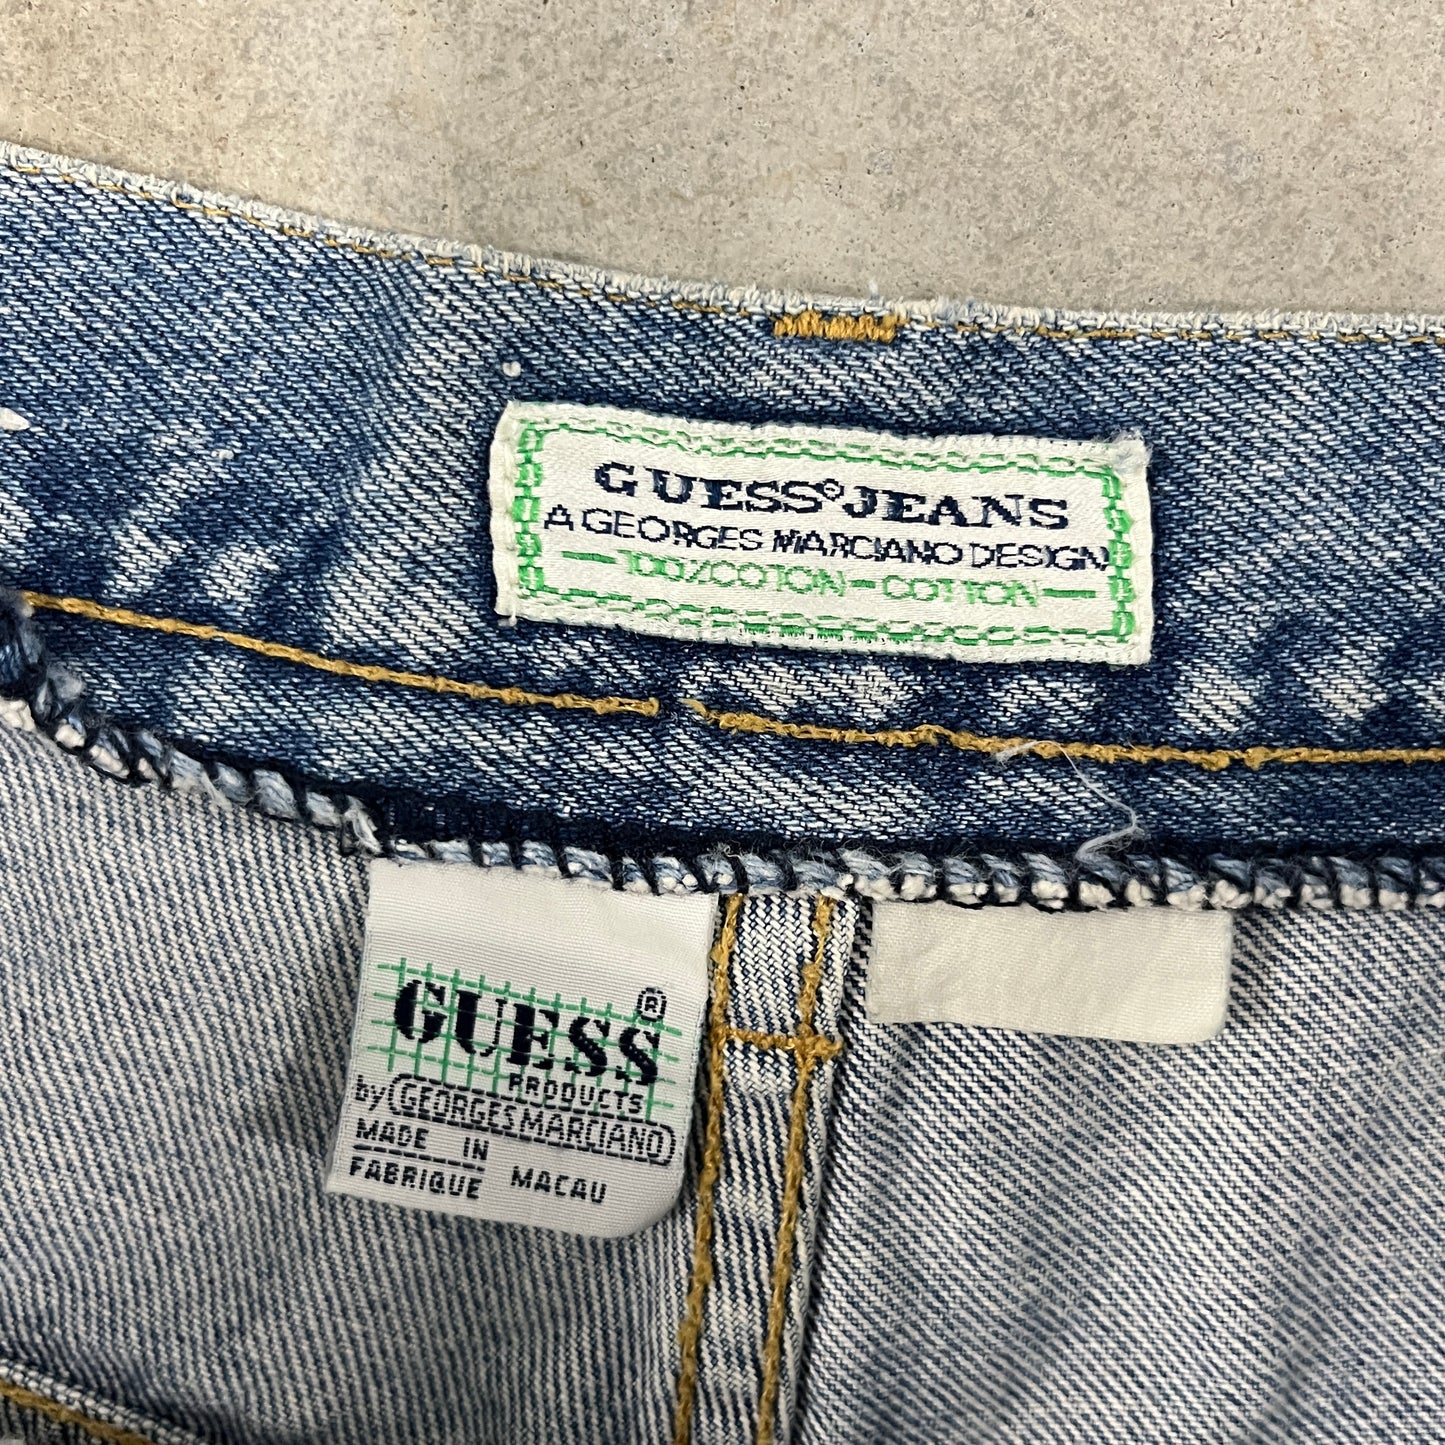 GUESS® JEANS
A GEORGES MARCIANO DESIGN
100% COTON - COTTON
GUESS®
PRODUCTS
by GEORGES MARCIANO
MADE IN
FABRIQUE MACAU